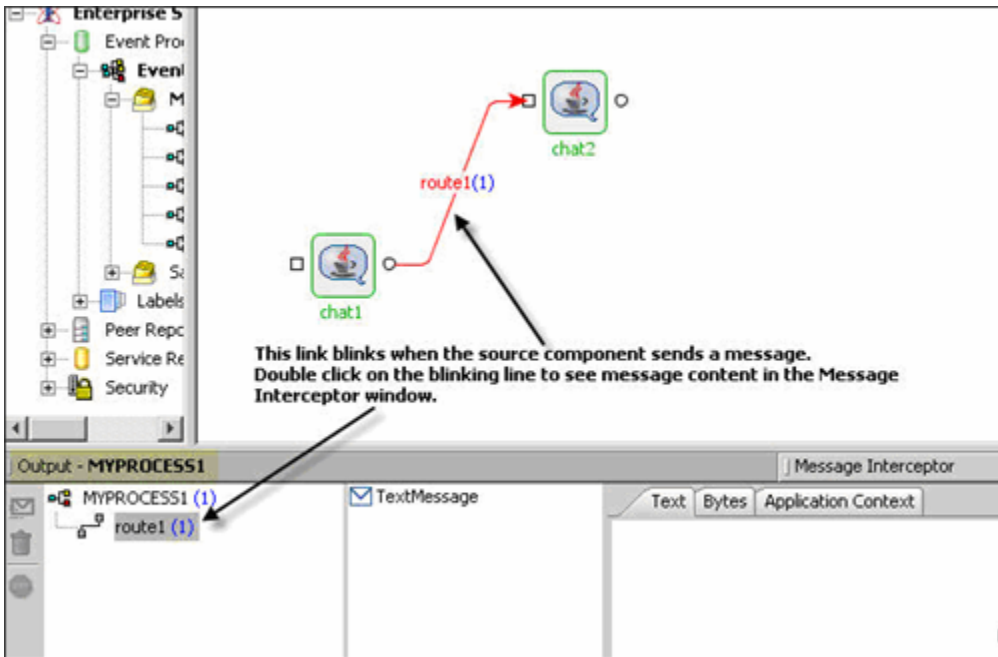 Enterprise S
Event Pro
Event
M
Sa
Labels
Peer Repo
Service Re
Security
chat2
route1(1)
chat1
This link blinks when the source component sends a message.
Double click on the blinking line to see message content in the Message
Interceptor window.
Output - MYPROCESS1
Message Interceptor
MYPROCESS1 (1)
route1 (1)
TextMessage
Text
Bytes
Application Context